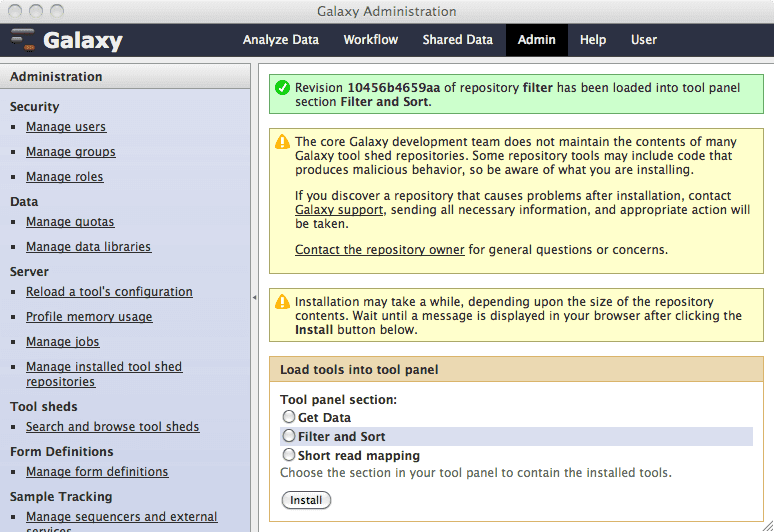 Galaxy Administration
Galaxy
Analyze Data Workflow Shared Data Admin Help User
Administration
Security
Manage users
Manage groups
Manage roles
Data
Manage quotas
Manage data libraries
Server
Reload a tool's configuration
Profile memory usage
Manage jobs
Manage installed tool shed
repositories
Tool sheds
Search and browse tool sheds
Form Definitions
Manage form definitions
Sample Tracking
Manage sequencers and external
services
Revision 10456b4659aa of repository filter has been loaded into tool panel
section Filter and Sort.
The core Galaxy development team does not maintain the contents of many
Galaxy tool shed repositories. Some repository tools may include code that
produces malicious behavior, so be aware of what you are installing.
If you discover a repository that causes problems after installation, contact
Galaxy support, sending all necessary information, and appropriate action will
be taken.
Contact the repository owner for general questions or concerns.
Installation may take a while, depending upon the size of the repository
contents. Wait until a message is displayed in your browser after clicking the
Install button below.
Load tools into tool panel
Tool panel section:
Get Data
Filter and Sort
Short read mapping
Choose the section in your tool panel to contain the installed tools.
Install